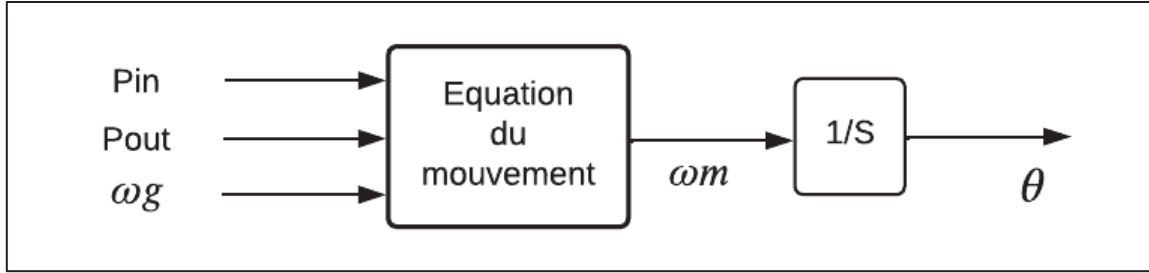 Pin
Pout
ωg
Equation
du
mouvement
ωm
1/S
θ